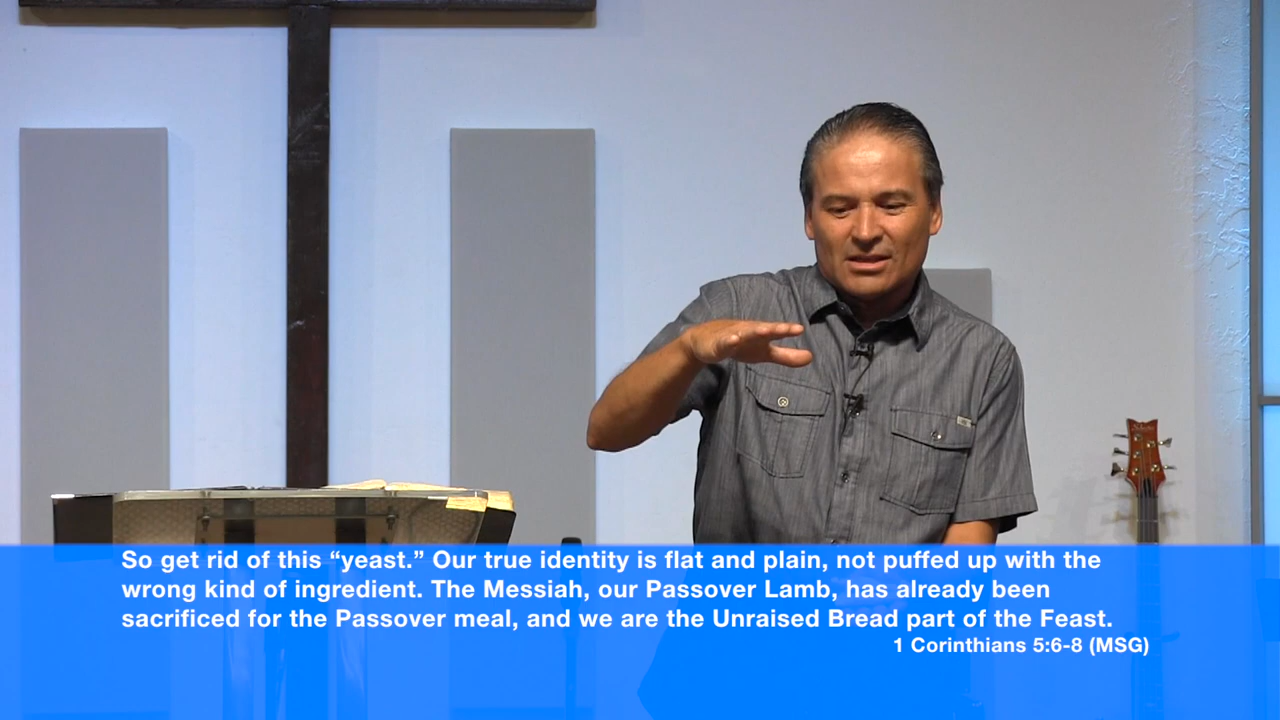 So get rid of this “yeast.” Our true identity is flat and plain, not puffed up with the
wrong kind of ingredient. The Messiah, our Passover Lamb, has already been
sacrificed for the Passover meal, and we are the Unraised Bread part of the Feast.
1 Corinthians 5:6-8 (MSG)